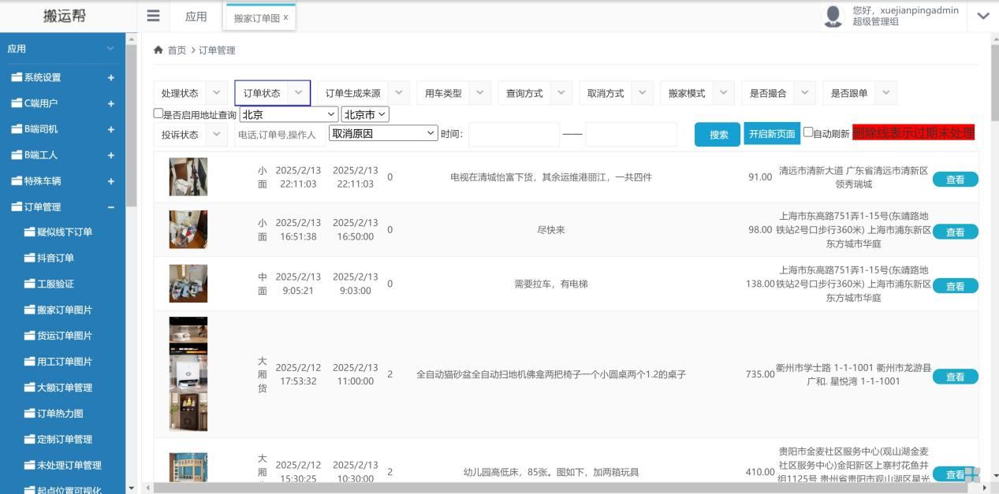 搬运帮
应用
搬家订单图 x
您好，xuejianpingadmin
超级管理组
应用
系统设置
C端用户
B端司机
B端工人
特殊车辆
订单管理
疑似线下订单
抖音订单
工服验证
搬家订单图片
货运订单图片
用工订单图片
大额订单管理
订单热力图
定制订单管理
未处理订单管理
起点位置可视化
首页 > 订单管理
处理状态 订单状态 订单生成来源 用车类型 查询方式 取消方式 搬家模式 是否撮合 是否跟单
是否启用地址查询 北京 北京市
投诉状态 电话,订单号,操作人 取消原因 时间： —— 搜索 开启新页面 自动刷新 删除线表示过期未处理
小面 2025/2/13 22:11:03 2025/2/13 22:11:03 0 电视在清城怡富下货，其余运维港丽江，一共四件 91.00 清远市清新大道 广东省清远市清新区领秀瑞城 查看
小面 2025/2/13 16:51:38 2025/2/13 16:50:00 0 尽快来 98.00 上海市东高路751弄1-15号(东靖路地铁站2号口步行360米) 上海市浦东新区东方城市华庭 查看
中面 2025/2/13 9:05:21 2025/2/13 9:03:00 0 需要拉车，有电梯 138.00 上海市东高路751弄1-15号(东靖路地铁站2号口步行360米) 上海市浦东新区东方城市华庭 查看
大厢货 2025/2/12 17:53:32 2025/2/13 11:00:00 2 全自动猫砂盆全自动扫地机佛龛两把椅子一个小圆桌两个1.2的桌子 735.00 衢州市学士路 1-1-1001 衢州市龙游县广和. 星悦湾 1-1-1001 查看
大厢 2025/2/12 15:30:25 2025/2/13 10:30:00 2 幼儿园高低床，85张。图如下，加两箱玩具 410.00 贵阳市金麦社区服务中心(观山湖金麦社区服务中心)金阳新区上寨村花鱼井组1125号 贵州省贵阳市观山湖区星光 查看